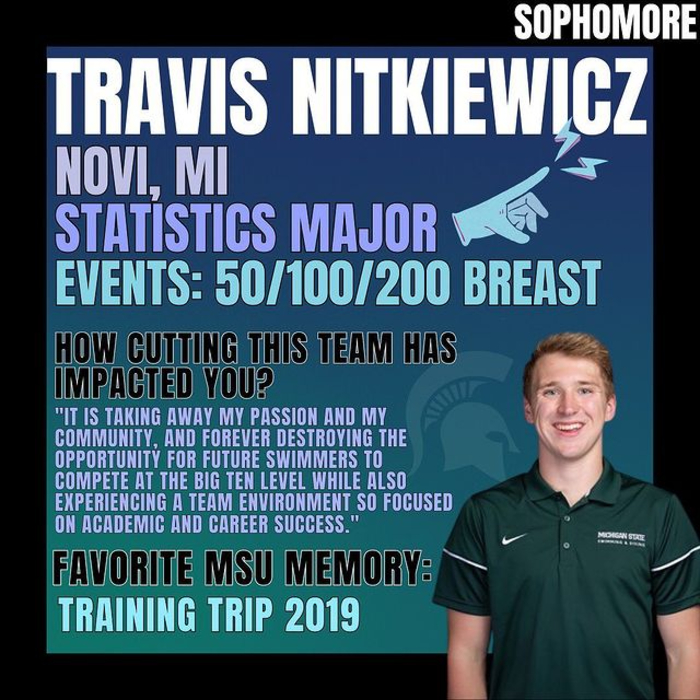 SOPHOMORE
TRAVIS NITKIEWICZ
NOVI, MI
STATISTICS MAJOR
EVENTS: 50/100/200 BREAST
HOW CUTTING THIS TEAM HAS
IMPACTED YOU?
"IT IS TAKING AWAY MY PASSION AND MY
COMMUNITY, AND FOREVER DESTROYING THE
OPPORTUNITY FOR FUTURE SWIMMERS TO
COMPETE AT THE BIG TEN LEVEL WHILE ALSO
EXPERIENCING A TEAM ENVIRONMENT SO FOCUSED
ON ACADEMIC AND CAREER SUCCESS."
MICHIGAN STATE
SWIMMING & DIVING
FAVORITE MSU MEMORY:
TRAINING TRIP 2019